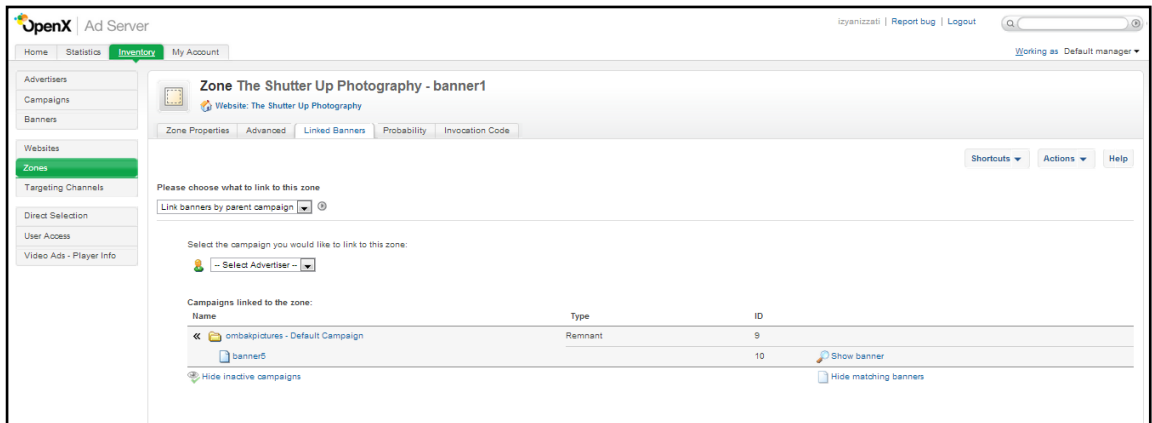 OpenX Ad Server
izyanizzati | Report bug | Logout
Home Statistics Inventory My Account
Working as Default manager
Advertisers
Campaigns
Banners
Websites
Zones
Targeting Channels
Direct Selection
User Access
Video Ads - Player Info
Zone The Shutter Up Photography - banner1
Website: The Shutter Up Photography
Zone Properties Advanced Linked Banners Probability Invocation Code
Shortcuts Actions Help
Please choose what to link to this zone
Link banners by parent campaign
Select the campaign you would like to link to this zone:
-- Select Advertiser --
Campaigns linked to the zone:
Name Type ID
ombakpictures - Default Campaign Remnant 9
banner5 10 Show banner
Hide inactive campaigns Hide matching banners